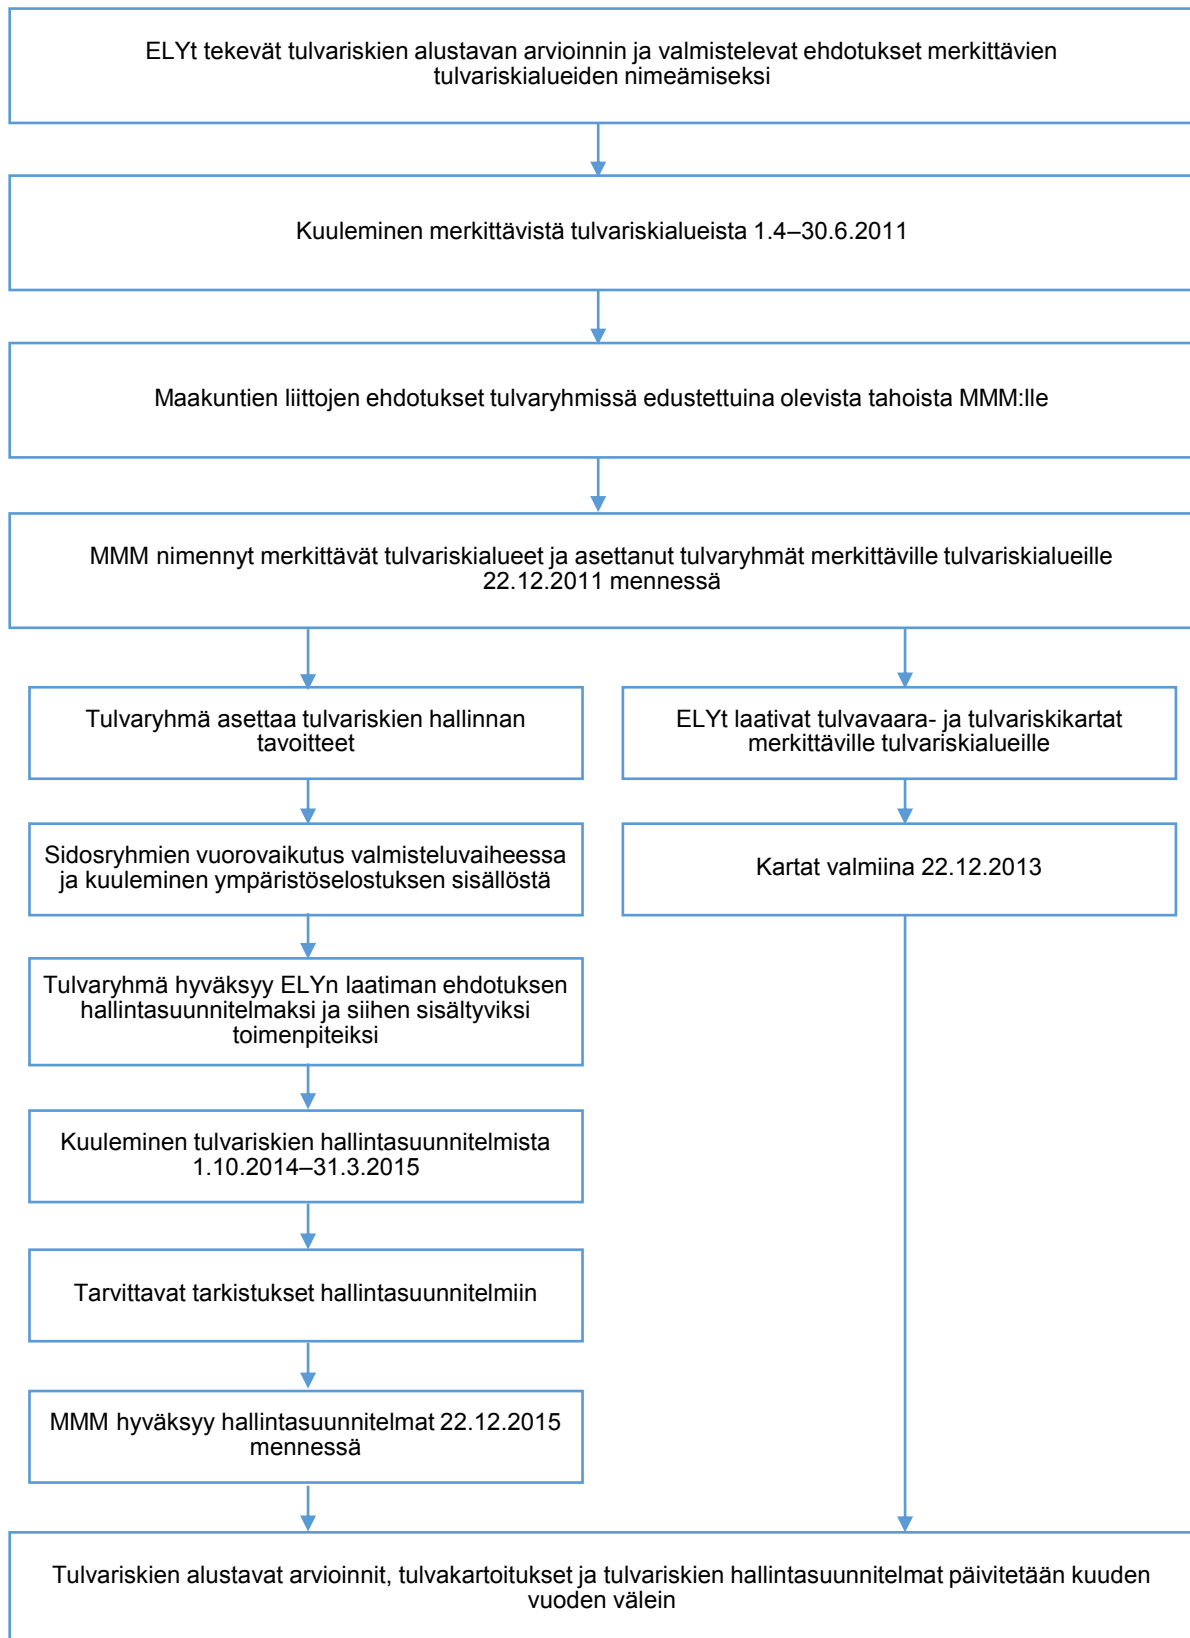 ELYt tekevät tulvariskien alustavan arvioinnin ja valmistelevat ehdotukset merkittävien
tulvariskialueiden nimeämiseksi
Kuuleminen merkittävistä tulvariskialueista 1.4–30.6.2011
Maakuntien liittojen ehdotukset tulvaryhmissä edustettuina olevista tahoista MMM:lle
MMM nimennyt merkittävät tulvariskialueet ja asettanut tulvaryhmät merkittäville tulvariskialueille
22.12.2011 mennessä
Tulvaryhmä asettaa tulvariskien hallinnan
tavoitteet
ELYt laativat tulvavaara- ja tulvariskikartat
merkittäville tulvariskialueille
Sidosryhmien vuorovaikutus valmisteluvaiheessa
ja kuuleminen ympäristöselostuksen sisällöstä
Kartat valmiina 22.12.2013
Tulvaryhmä hyväksyy ELYn laatiman ehdotuksen
hallintasuunnitelmaksi ja siihen sisältyviksi
toimenpiteiksi
Kuuleminen tulvariskien hallintasuunnitelmista
1.10.2014–31.3.2015
Tarvittavat tarkistukset hallintasuunnitelmiin
MMM hyväksyy hallintasuunnitelmat 22.12.2015
mennessä
Tulvariskien alustavat arvioinnit, tulvakartoitukset ja tulvariskien hallintasuunnitelmat päivitetään kuuden
vuoden välein